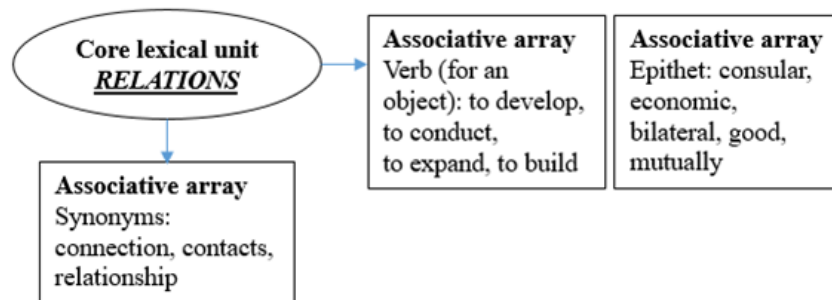 Core lexical unit
RELATIONS
Associative array
Verb (for an
object): to develop,
to conduct,
to expand, to build
Associative array
Epithet: consular,
economic,
bilateral, good,
mutually
Associative array
Synonyms:
connection, contacts,
relationship